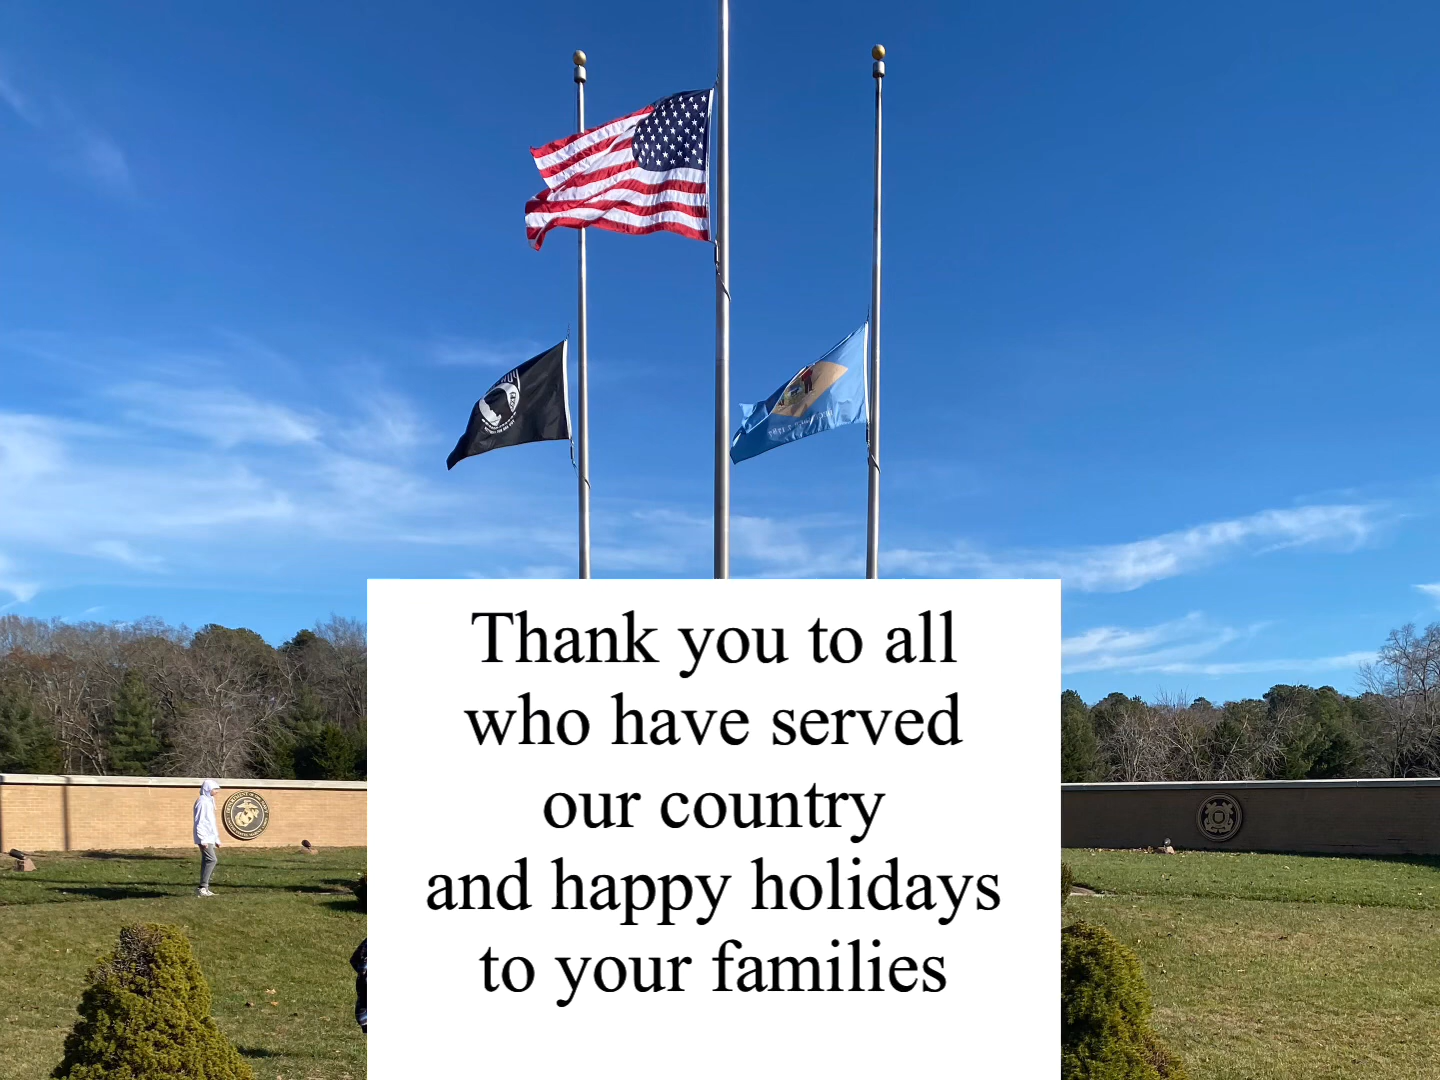 Thank you to all
who have served
our country
and happy holidays
to your families